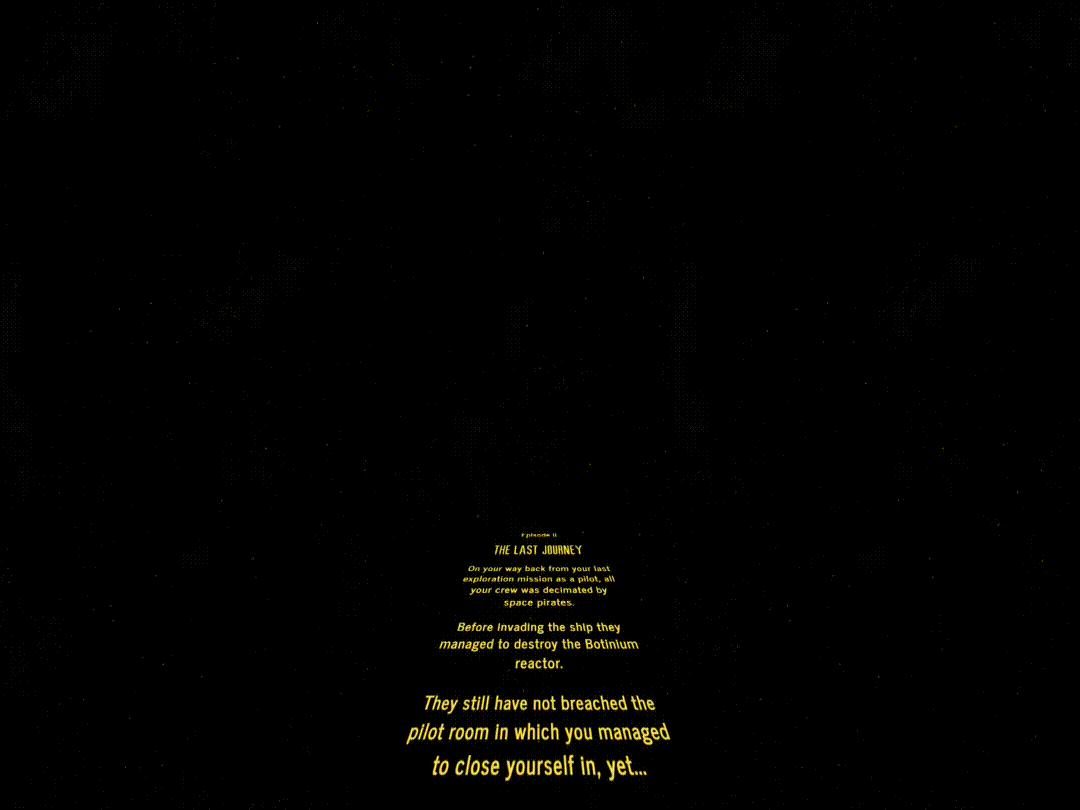 Episode II
THE LAST JOURNEY
On your way back from your last
exploration mission as a pilot, all
your crew was decimated by
space pirates.
Before invading the ship they
managed to destroy the Botinium
reactor.
They still have not breached the
pilot room in which you managed
to close yourself in, yet...